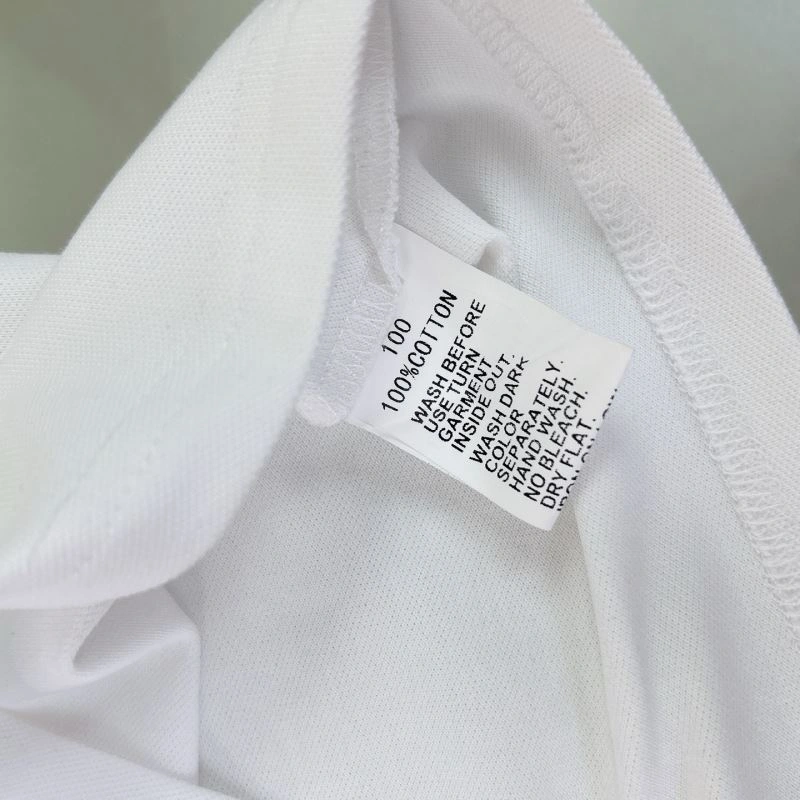 100
100%COTTON
WASH BEFORE
USE TURN
GARMENT
INSIDE OUT.
WASH DARK
COLOR
SEPARATELY.
HAND WASH.
NO BLEACH.
DRY FLAT.